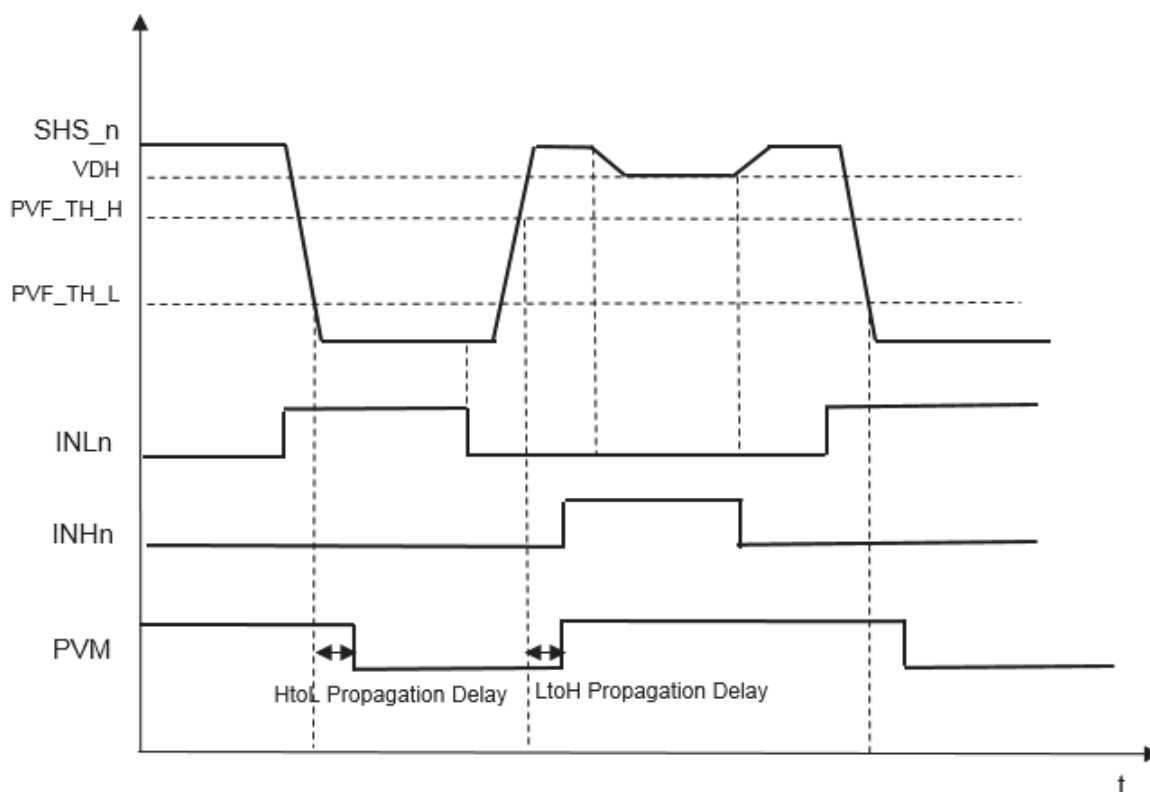 SHS_n
VDH
PVF_TH_H
PVF_TH_L
INLn
INHn
PVM
HtoL Propagation Delay
LtoH Propagation Delay
t